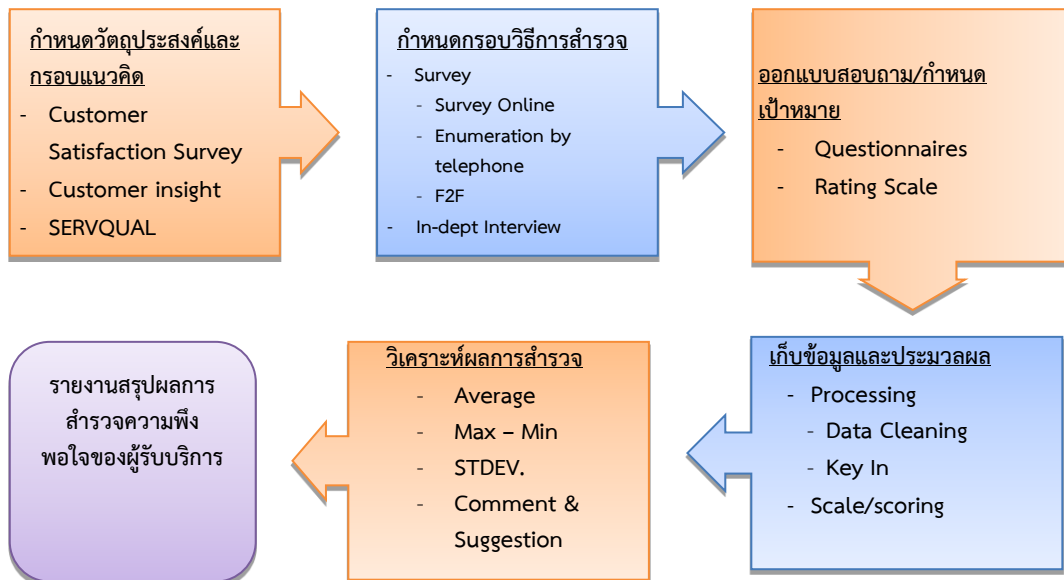 กำหนดวัตถุประสงค์และ
กรอบแนวคิด
- Customer
Satisfaction Survey
- Customer insight
- SERVQUAL
กำหนดกรอบวิธีการสำรวจ
- Survey
- Survey Online
- Enumeration by
telephone
- F2F
- In-dept Interview
ออกแบบสอบถาม/กำหนด
เป้าหมาย
- Questionnaires
- Rating Scale
เก็บข้อมูลและประมวลผล
- Processing
- Data Cleaning
- Key In
- Scale/scoring
วิเคราะห์ผลการสำรวจ
- Average
- Max – Min
- STDEV.
- Comment &
Suggestion
รายงานสรุปผลการ
สำรวจความพึง
พอใจของผู้รับบริการ